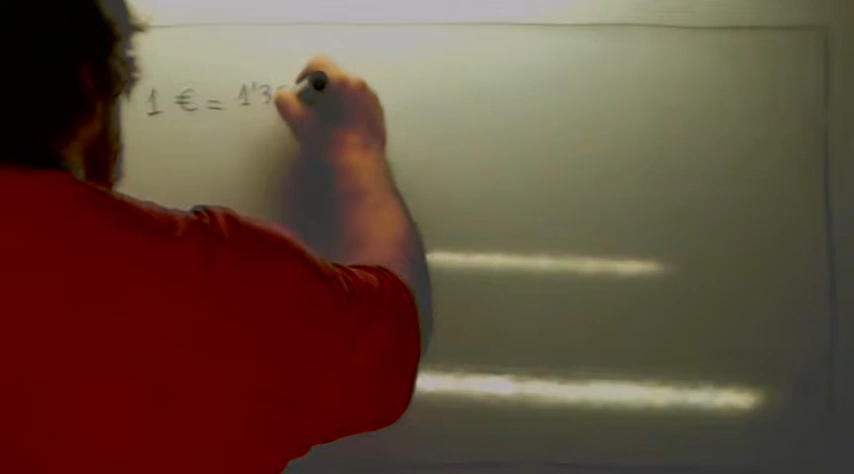 1 € = 1'3